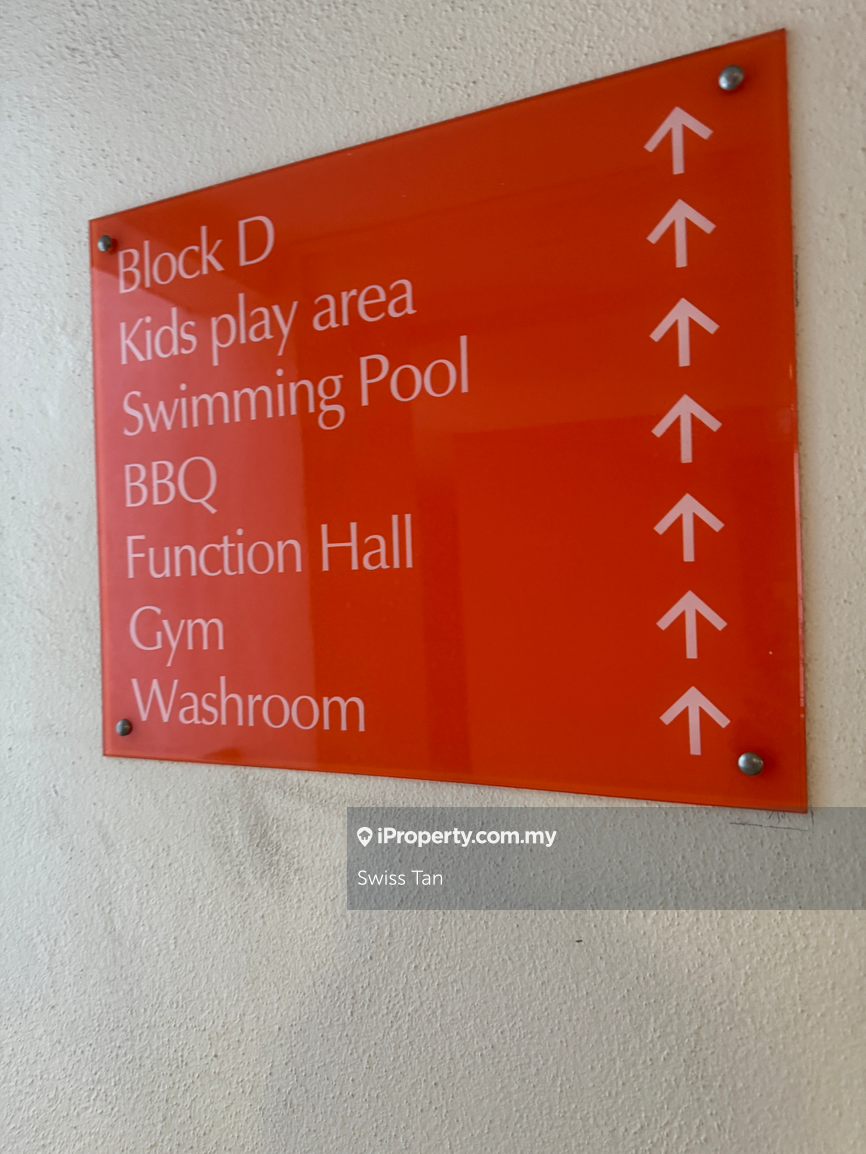 Block D ↑
Kids play area ↑
Swimming Pool ↑
BBQ ↑
Function Hall ↑
Gym ↑
Washroom ↑
iProperty.com.my
Swiss Tan